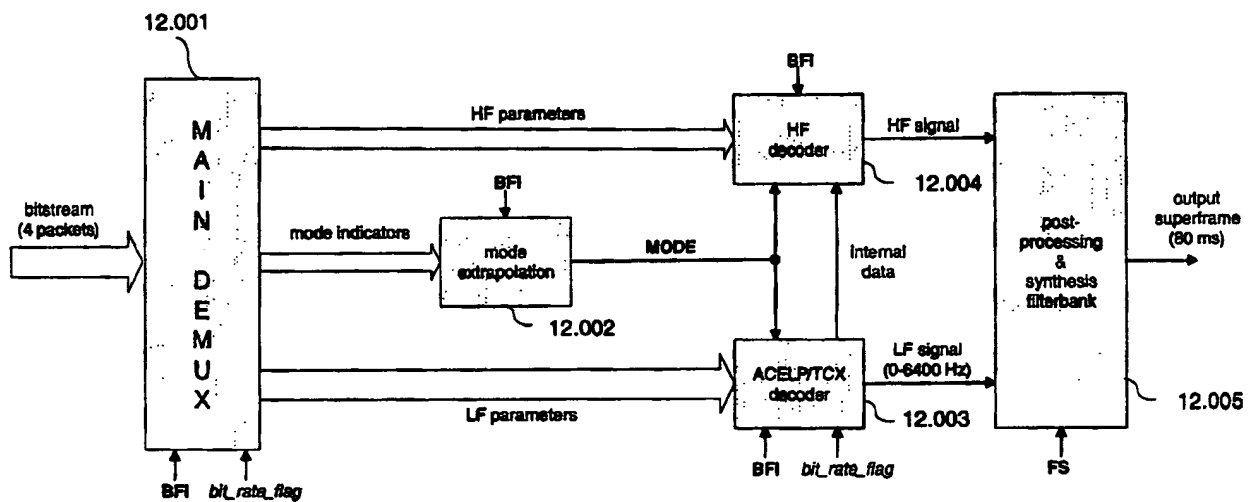 12.001
MAIN DEMUX
bitstream
(4 packets)
HF parameters
mode indicators
LF parameters
BFI
bit_rate_flag
BFI
mode
extrapolation
12.002
MODE
BFI
HF
decoder
12.004
HF signal
internal
data
ACELP/TCX
decoder
12.003
LF signal
(0-6400 Hz)
BFI
bit_rate_flag
post-
processing
&
synthesis
filterbank
12.005
FS
output
superframe
(80 ms)